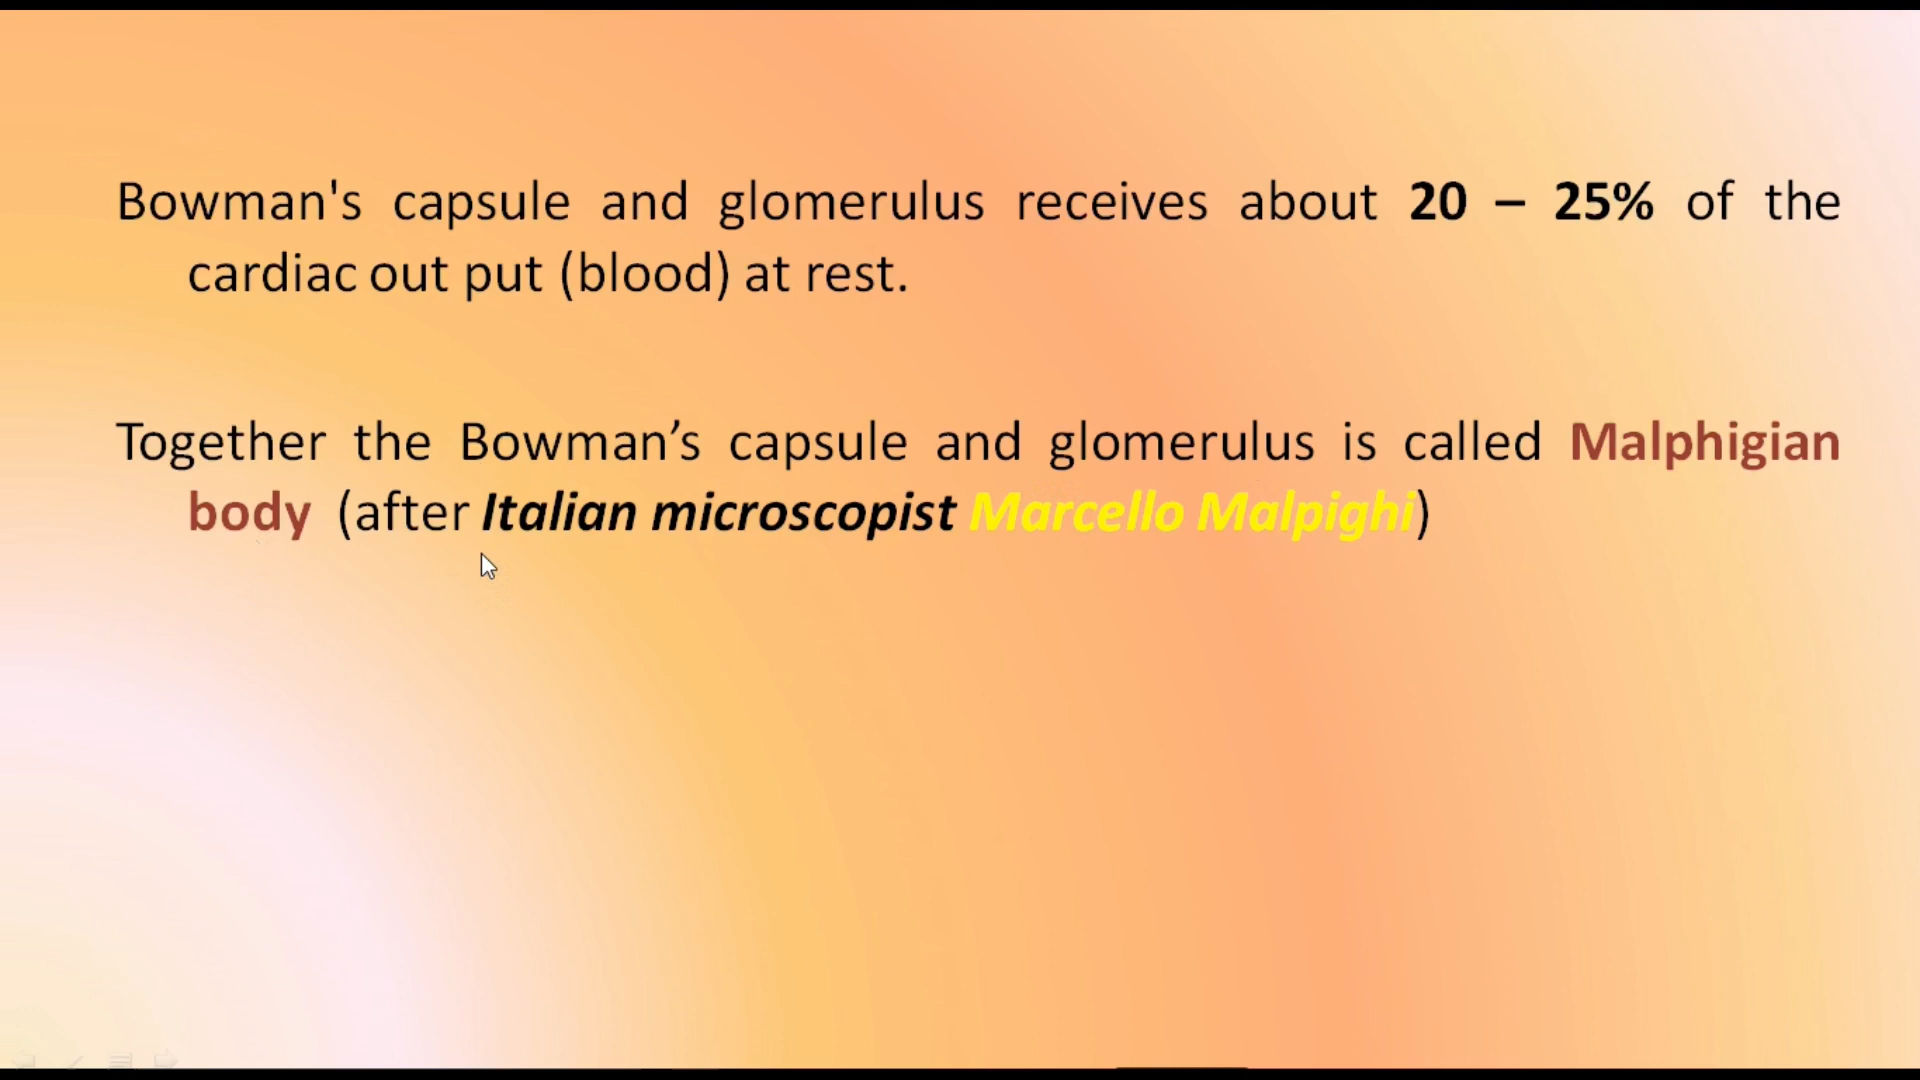 Bowman's capsule and glomerulus receives about 20 – 25% of the
cardiac out put (blood) at rest.
Together the Bowman’s capsule and glomerulus is called Malphigian
body (after Italian microscopist Marcello Malpighi)